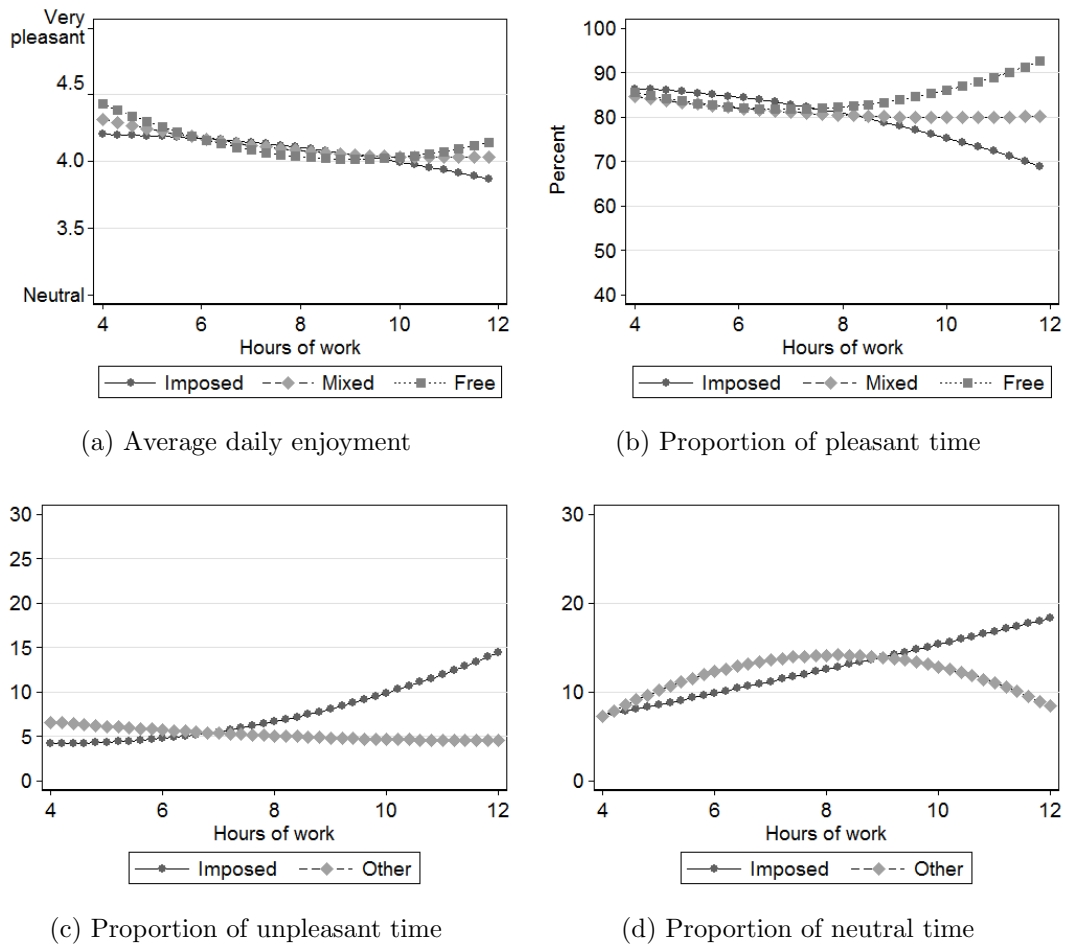 Very
pleasant
4.5
4.0
3.5
Neutral
4 6 8 10 12
Hours of work
Imposed Mixed Free
(a) Average daily enjoyment
100
90
80
70
60
50
40
Percent
4 6 8 10 12
Hours of work
Imposed Mixed Free
(b) Proportion of pleasant time
30
25
20
15
10
5
0
4 6 8 10 12
Hours of work
Imposed Other
(c) Proportion of unpleasant time
30
20
10
0
4 6 8 10 12
Hours of work
Imposed Other
(d) Proportion of neutral time